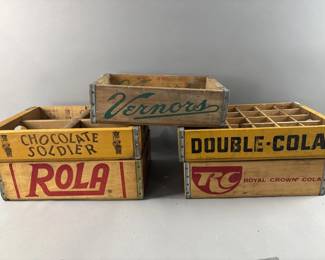 Vernors
CHOCOLATE
SOLDIER
ROLA
DOUBLE-COLA
RC
ROYAL CROWN COLA